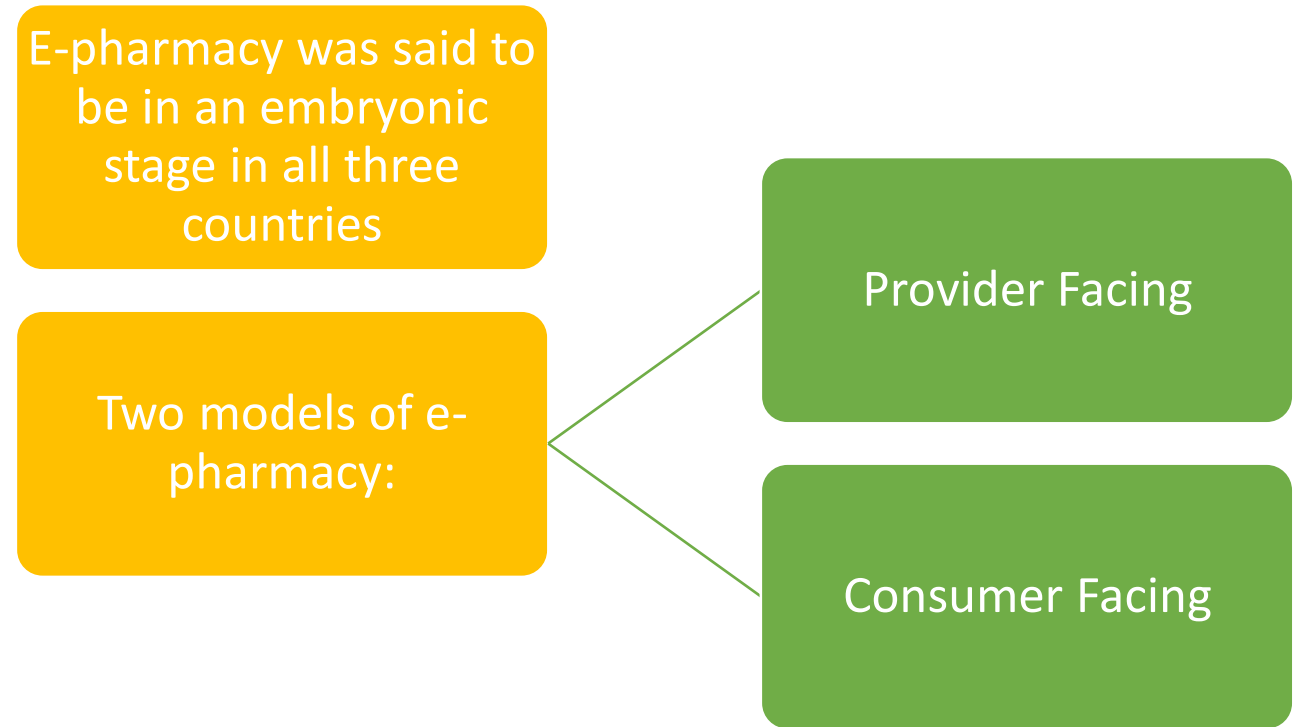 E-pharmacy was said to
be in an embryonic
stage in all three
countries
Two models of e-
pharmacy:
Provider Facing
Consumer Facing